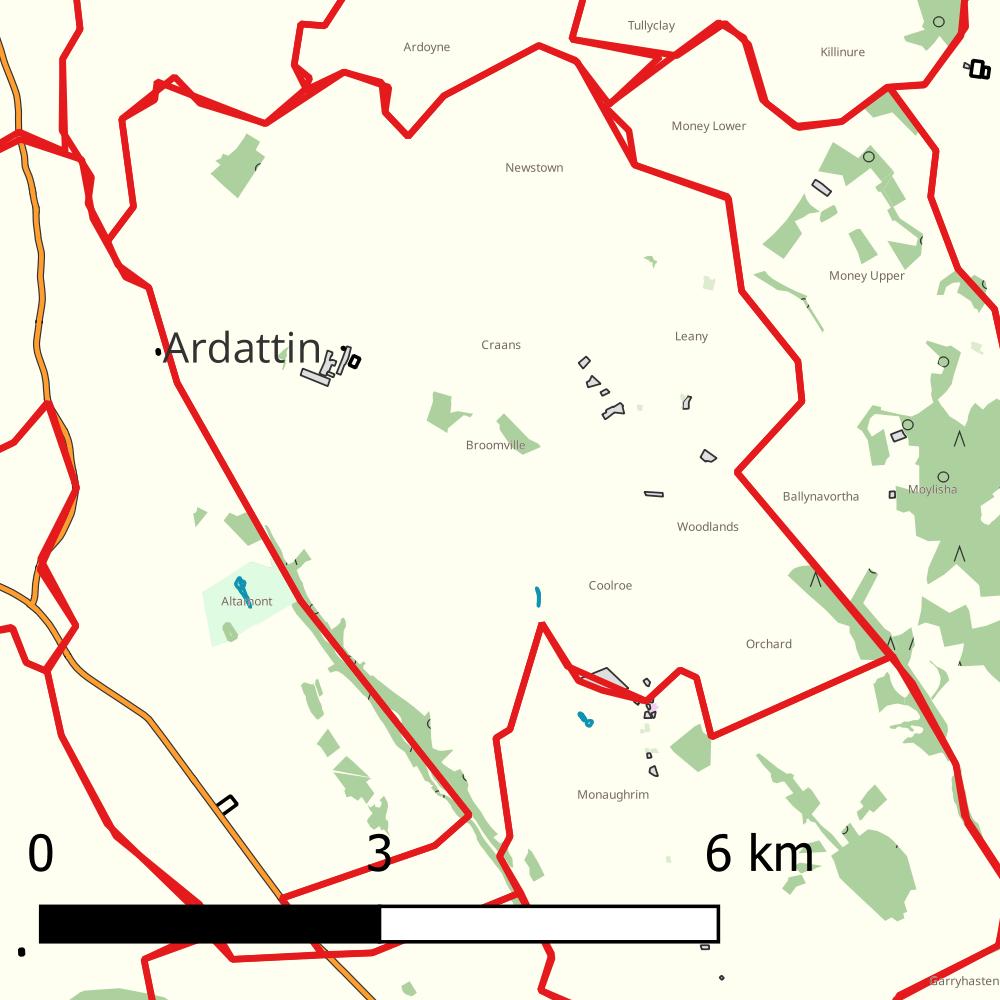 Tullyclay
Ardoyne
Killinure
Money Lower
Newstown
Money Upper
Leany
Craans
Ardattin
Broomville
Moylisha
Ballynavortha
Woodlands
Coolroe
Altamont
Orchard
Monaughrim
0 3 6 km
Garryhasten